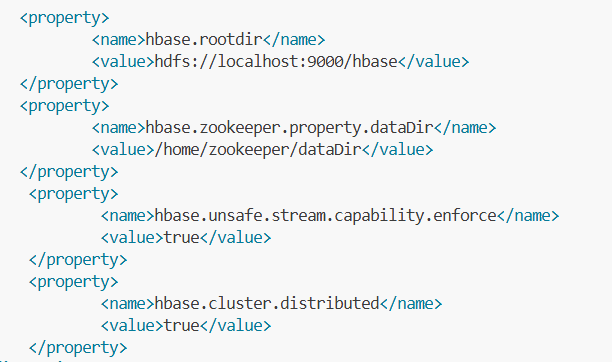 <property>
<name>hbase.rootdir</name>
<value>hdfs://localhost:9000/hbase</value>
</property>
<property>
<name>hbase.zookeeper.property.dataDir</name>
<value>/home/zookeeper/dataDir</value>
</property>
<property>
<name>hbase.unsafe.stream.capability.enforce</name>
<value>true</value>
</property>
<property>
<name>hbase.cluster.distributed</name>
<value>true</value>
</property>